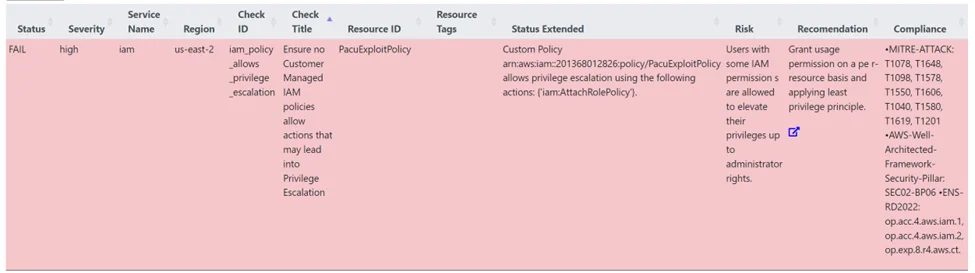 Status Severity Service Name Region Check ID Check Title Resource ID Resource Tags Status Extended Risk Recomendation Compliance
FAIL
high
iam
us-east-2
iam_policy
_allows
_privilege
_escalation
Ensure no
Customer
Managed
IAM
policies
allow
actions that
may lead
into
Privilege
Escalation
PacuExploitPolicy
Custom Policy
arn:aws:iam::201368012826:policy/PacuExploitPolicy
allows privilege escalation using the following
actions: {'iam:AttachRolePolicy'}.
Users with
some IAM
permission s
are allowed
to elevate
their
privileges up
to
administrator
rights.
Grant usage
permission on a pe r-
resource basis and
applying least
privilege principle.
•MITRE-ATTACK:
T1078, T1648,
T1098, T1578,
T1550, T1606,
T1040, T1580,
T1619, T1201
•AWS-Well-
Architected-
Framework-
Security-Pillar:
SEC02-BP06 •ENS-
RD2022:
op.acc.4.aws.iam.1,
op.acc.4.aws.iam.2,
op.exp.8.r4.aws.ct.